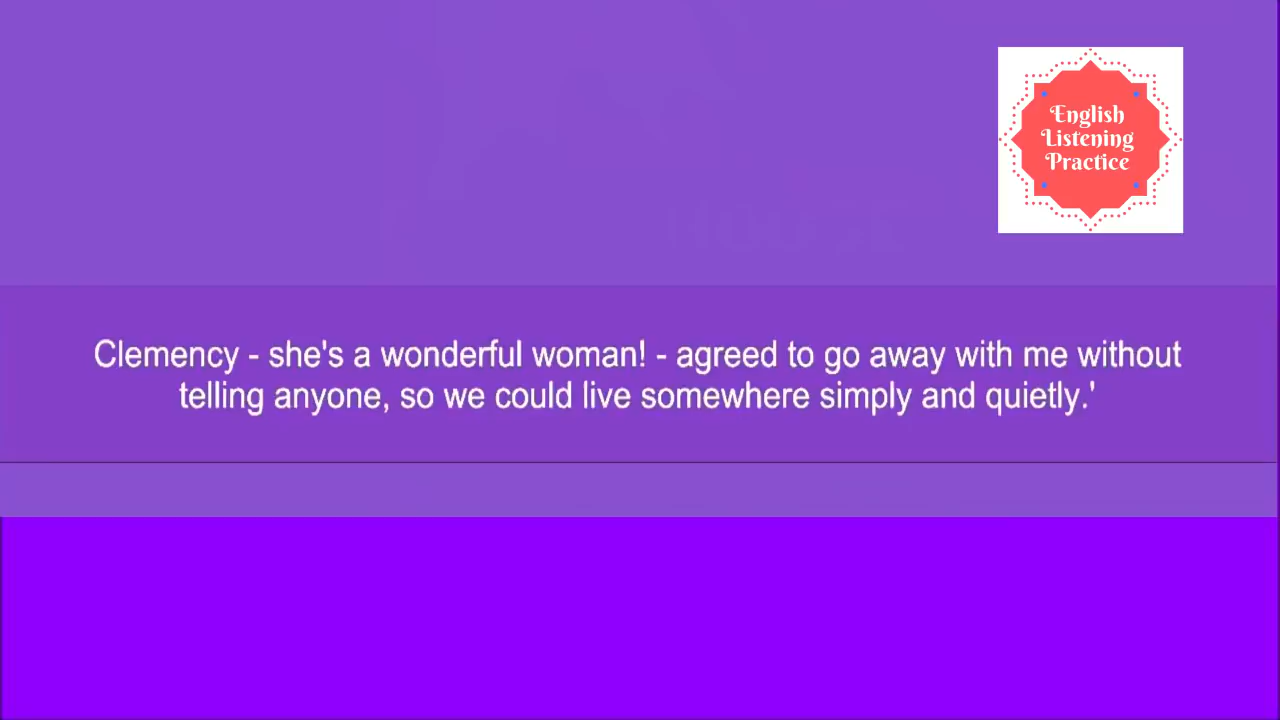 English
Listening
Practice
Clemency - she's a wonderful woman! - agreed to go away with me without
telling anyone, so we could live somewhere simply and quietly.'